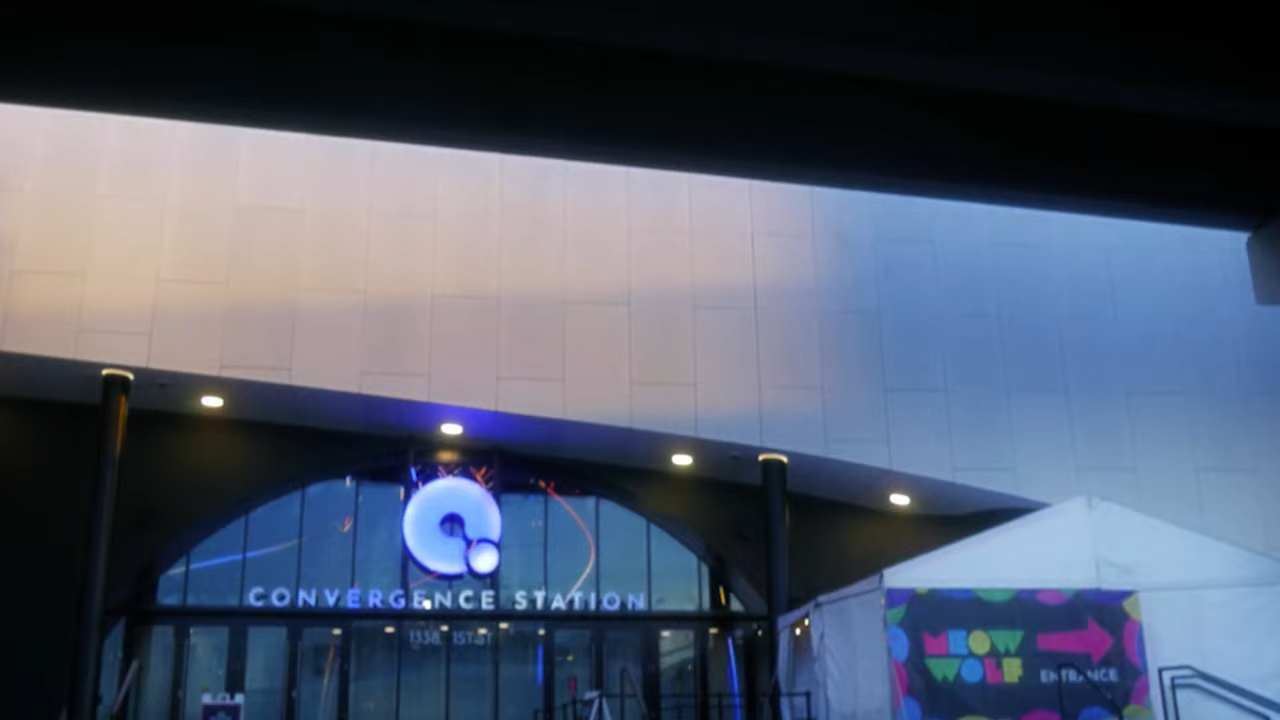 CONVERGENCE STATION
1338 1ST ST
MEOW
WOLF
ENTRANCE